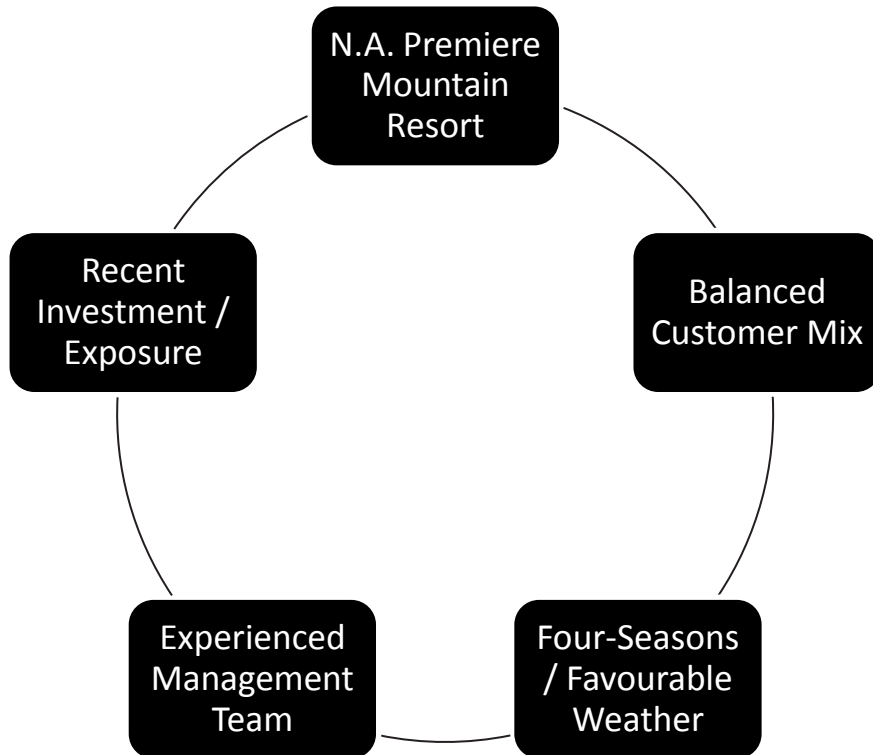 N.A. Premiere
Mountain
Resort
Balanced
Customer Mix
Four-Seasons
/ Favourable
Weather
Experienced
Management
Team
Recent
Investment /
Exposure